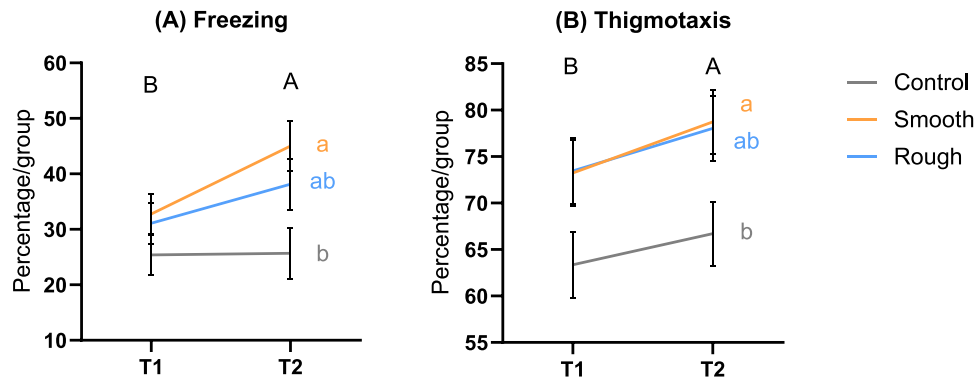 (A) Freezing
Percentage/group
60
50
40
30
20
10
B
A
a
ab
b
T1
T2
(B) Thigmotaxis
Percentage/group
85
80
75
70
65
60
55
B
A
a
ab
b
T1
T2
Control
Smooth
Rough